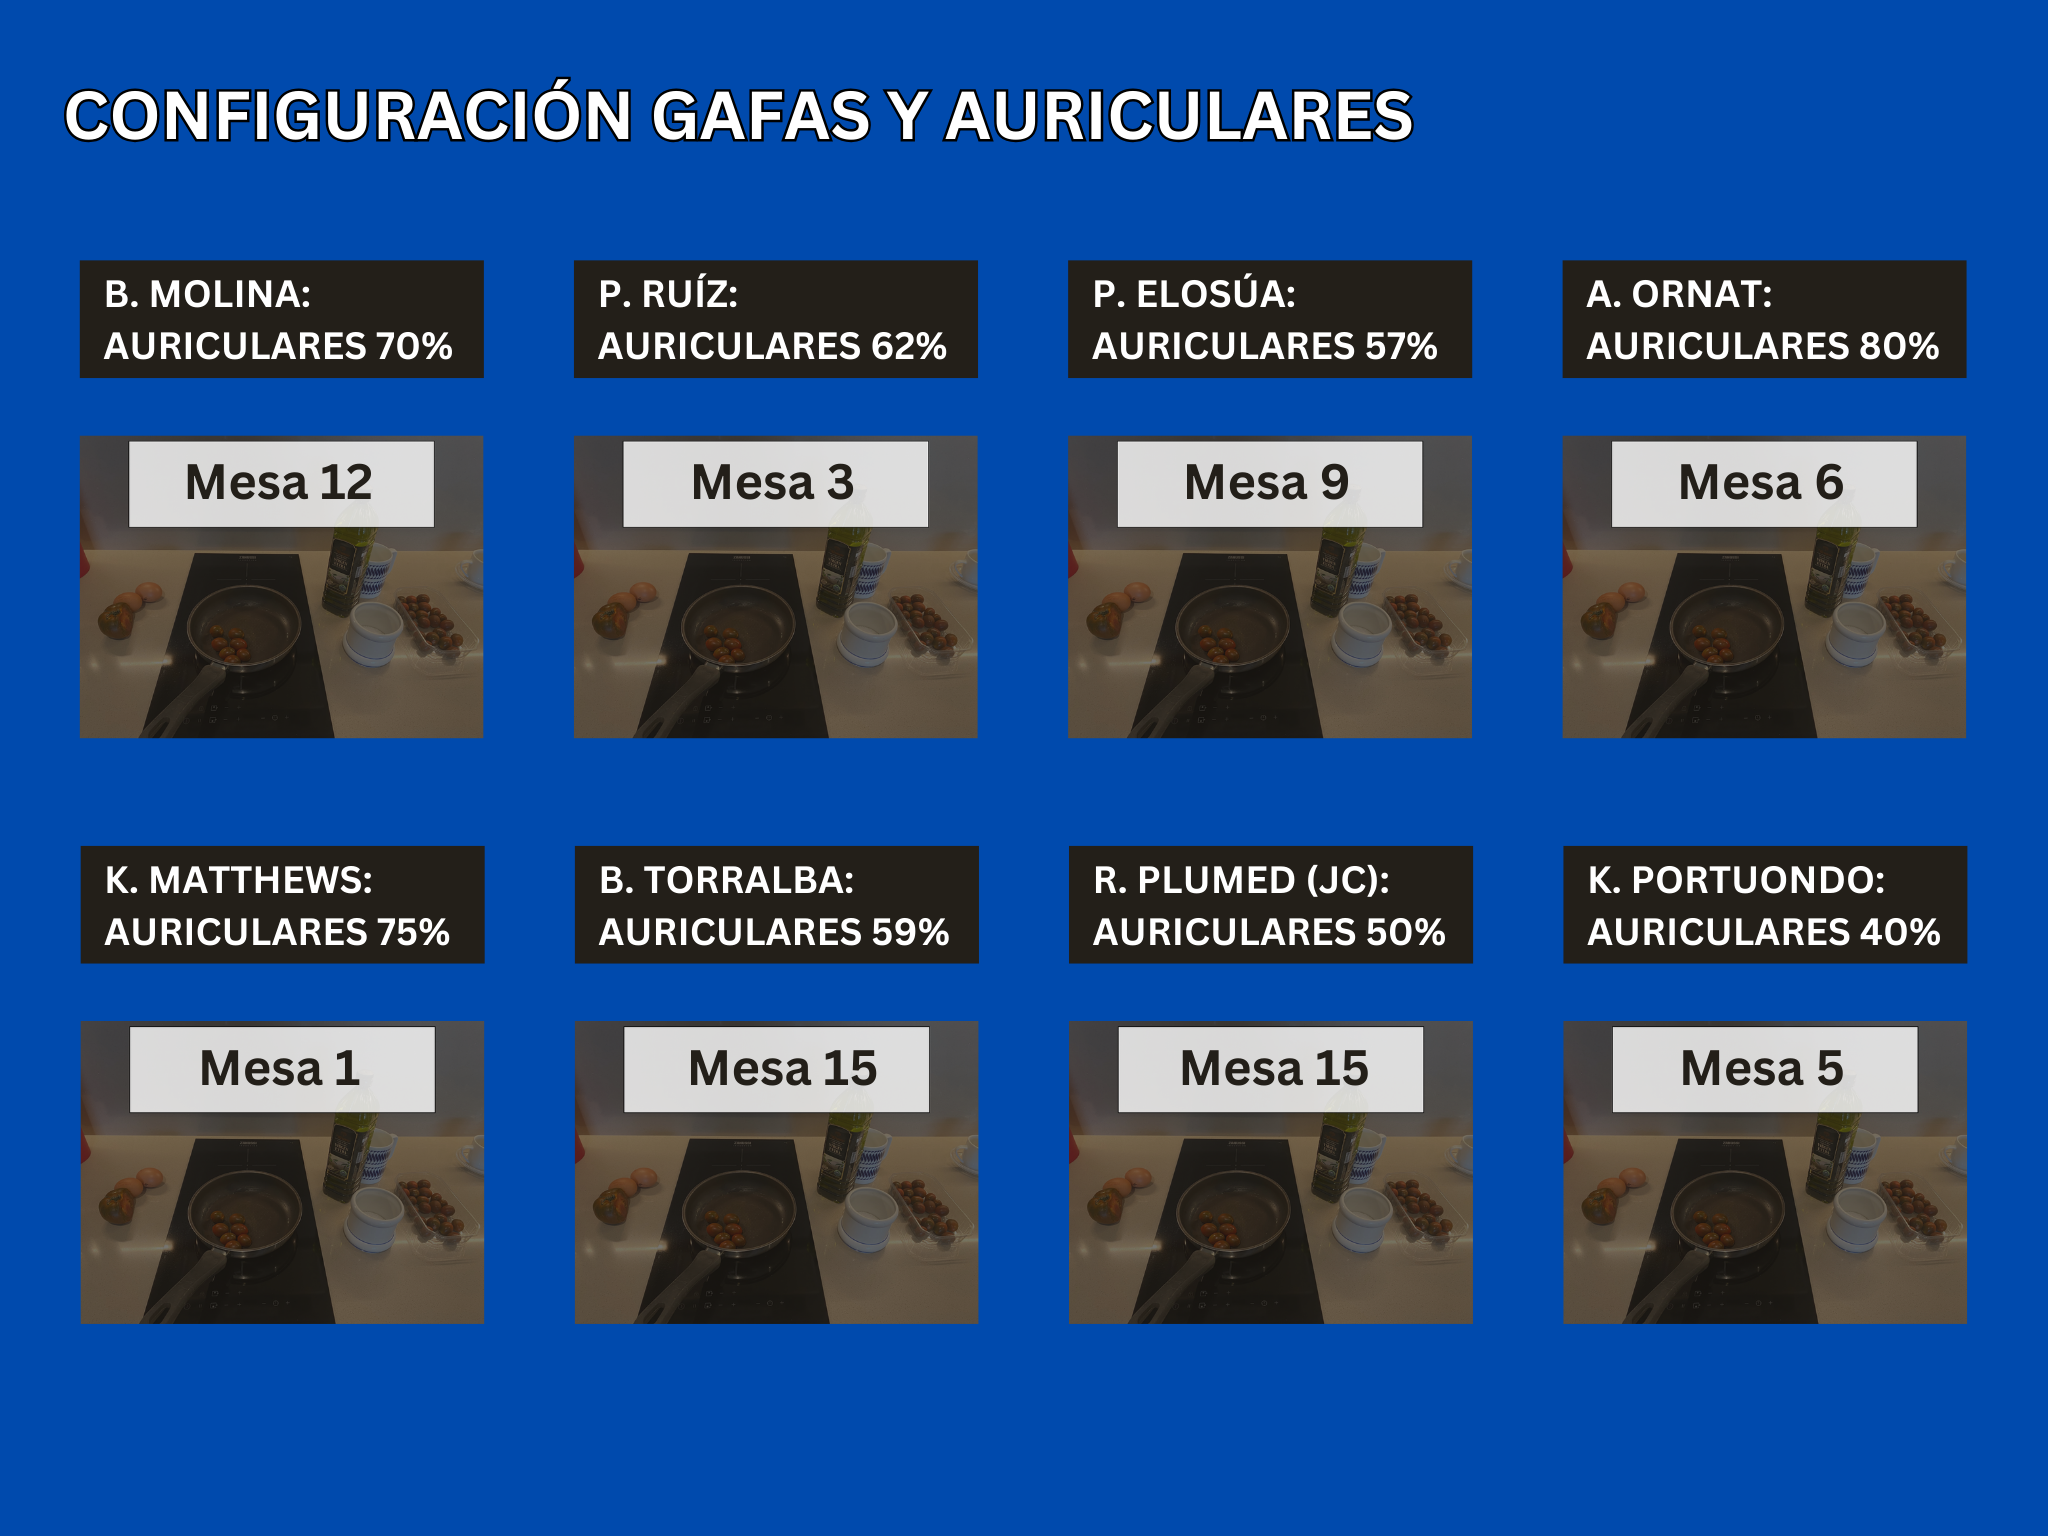 CONFIGURACIÓN GAFAS Y AURICULARES
B. MOLINA:
AURICULARES 70%
P. RUÍZ:
AURICULARES 62%
P. ELOSÚA:
AURICULARES 57%
A. ORNAT:
AURICULARES 80%
Mesa 12
Mesa 3
Mesa 9
Mesa 6
K. MATTHEWS:
AURICULARES 75%
B. TORRALBA:
AURICULARES 59%
R. PLUMED (JC):
AURICULARES 50%
K. PORTUONDO:
AURICULARES 40%
Mesa 1
Mesa 15
Mesa 15
Mesa 5